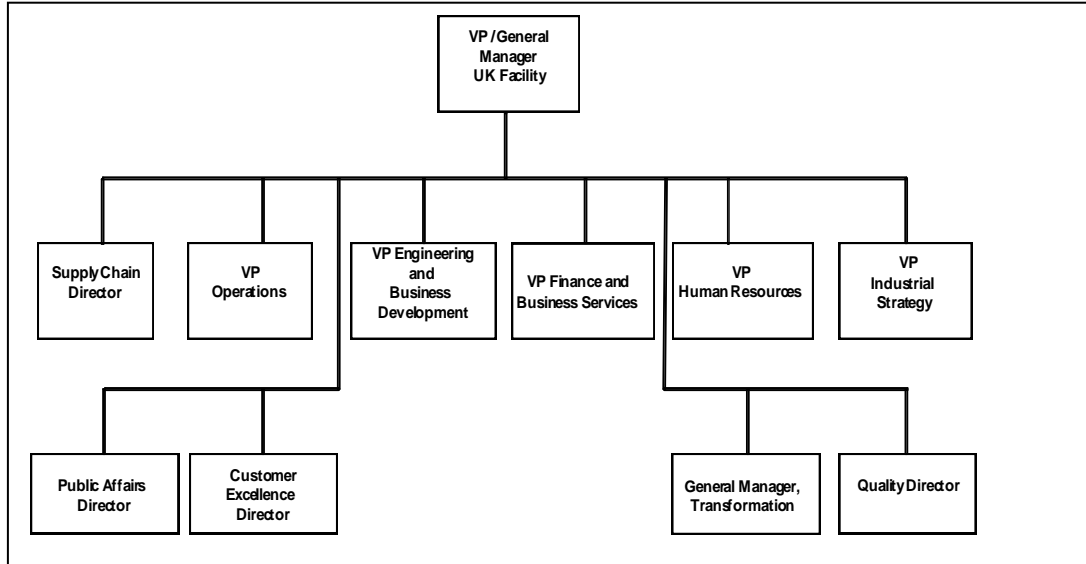 VP / General
Manager
UK Facility
Supply Chain
Director
VP
Operations
VP Engineering
and
Business
Development
VP Finance and
Business Services
VP
Human Resources
VP
Industrial
Strategy
Public Affairs
Director
Customer
Excellence
Director
General Manager,
Transformation
Quality Director